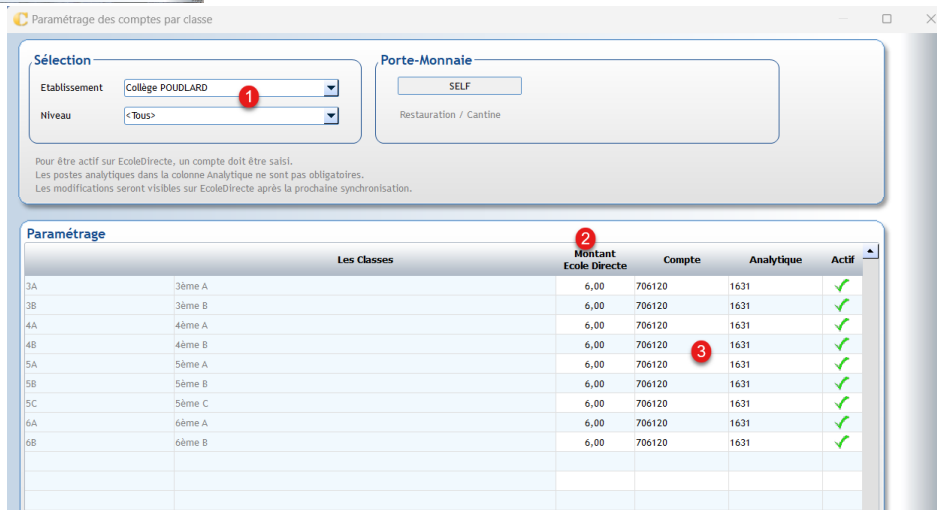 Paramétrage des comptes par classe
Sélection
Etablissement Collège POUDLARD
1
Niveau <Tous>
Porte-Monnaie
SELF
Restauration / Cantine
Pour être actif sur EcoleDirecte, un compte doit être saisi.
Les postes analytiques dans la colonne Analytique ne sont pas obligatoires.
Les modifications seront visibles sur EcoleDirecte après la prochaine synchronisation.
Paramétrage
2
Les Classes Montant Ecole Directe Compte Analytique Actif
3A 3ème A 6,00 706120 1631
3B 3ème B 6,00 706120 1631
4A 4ème A 6,00 706120 1631
4B 4ème B 6,00 706120 1631
3
5A 5ème A 6,00 706120 1631
5B 5ème B 6,00 706120 1631
5C 5ème C 6,00 706120 1631
6A 6ème A 6,00 706120 1631
6B 6ème B 6,00 706120 1631